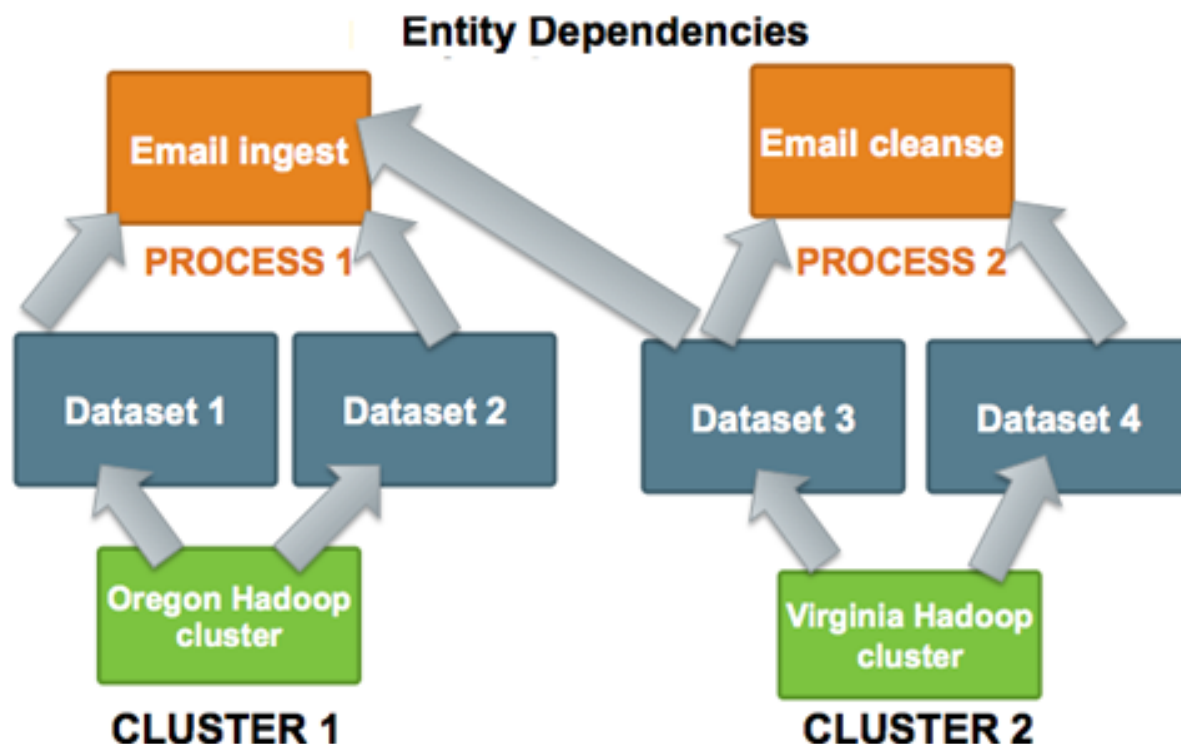 Entity Dependencies
Email ingest
Email cleanse
PROCESS 1
PROCESS 2
Dataset 1
Dataset 2
Dataset 3
Dataset 4
Oregon Hadoop
cluster
Virginia Hadoop
cluster
CLUSTER 1
CLUSTER 2